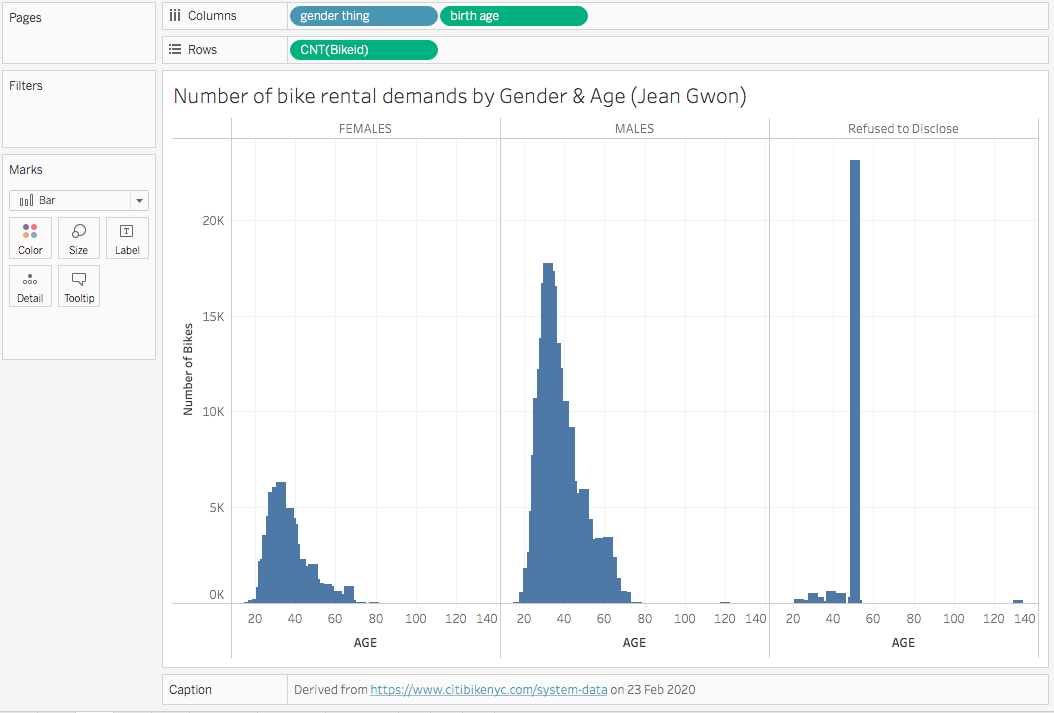 Pages
Columns
gender thing
birth age
Rows
CNT(Bikeid)
Filters
Marks
Bar
Color
Size
Label
Detail
Tooltip
Number of bike rental demands by Gender & Age (Jean Gwon)
FEMALES
MALES
Refused to Disclose
Number of Bikes
20K
15K
10K
5K
0K
20 40 60 80 100 120 140
20 40 60 80 100 120 140
20 40 60 80 100 120 140
AGE
AGE
AGE
Caption
Derived from https://www.citibikenyc.com/system-data on 23 Feb 2020